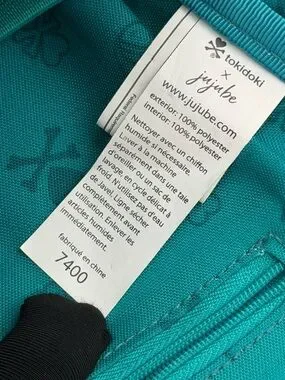 tokidoki
x
jujube
www.jujube.com
exterior: 100% polyester
interior: 100% polyester
Nettoyer avec un chiffon
humide si nécessaire.
Laver à la machine
séparément dans une taie
d'oreiller ou un sac de
lavage, en cycle délicat à
froid. N'utilisez pas d'eau
de Javel. Ligne sécher
complètement avant
utilisation. Enlever les
articles humides
immédiatement.
fabriqué en chine
7400